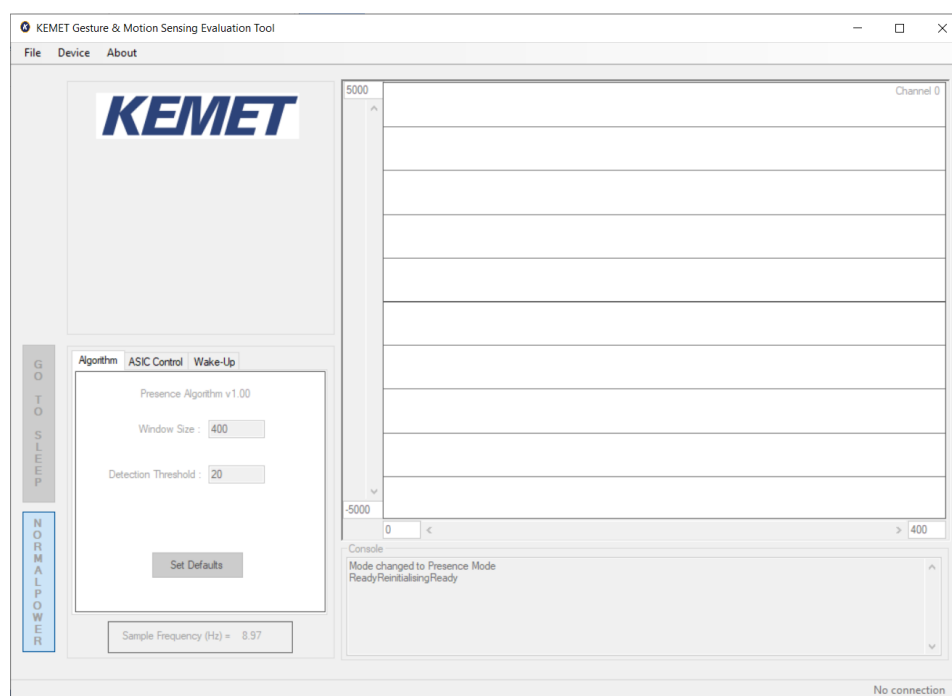 KEMET Gesture & Motion Sensing Evaluation Tool
File Device About
KEMET
5000
Channel 0
-5000
0 < > 400
GO TO SLEEP
NORMALPOWER
Algorithm ASIC Control Wake-Up
Presence Algorithm v1.00
Window Size : 400
Detection Threshold : 20
Set Defaults
Sample Frequency (Hz) = 8.97
Console
Mode changed to Presence Mode
ReadyReinitialisingReady
No connection